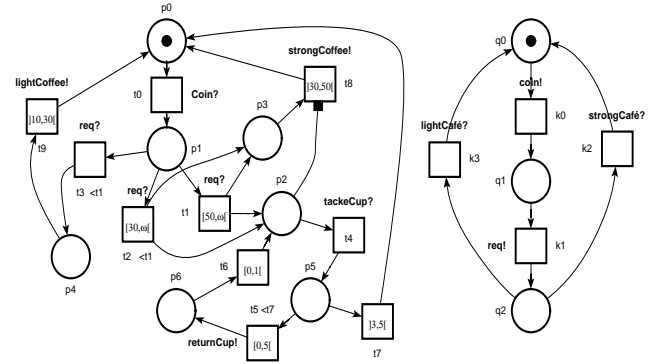 p0
q0
strongCoffee!
lightCoffee!
]30,50[
t8
coin!
t0
Coin?
p3
]10,30[
req?
k0
strongCafé?
lightCafé?
t9
p1
k2
k3
p2
req?
q1
t3 <t1
req?
tackeCup?
t1
[50,ω[
[30,ω[
t4
req!
k1
t2 <t1
p4
t6
[0,1[
p6
p5
q2
t5 <t7
]3,5[
returnCup!
[0,5[
t7